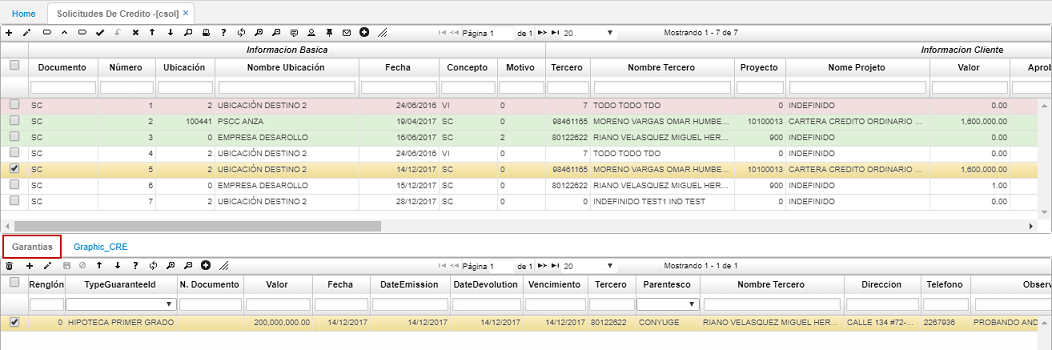 Home Solicitudes De Credito -[csol] ×
Página 1 de 1 20 Mostrando 1 - 7 de 7
Informacion Basica Informacion Cliente
Documento Número Ubicación Nombre Ubicación Fecha Concepto Motivo Tercero Nombre Tercero Proyecto Nome Projeto Valor Aprob
SC 1 2 UBICACIÓN DESTINO 2 24/06/2016 VI 0 7 TODO TODO TDO 0 INDEFINIDO 0.00
SC 2 100441 PSCC ANZA 19/04/2017 SC 0 98461165 MORENO VARGAS OMAR HUMBE... 10100013 CARTERA CREDITO ORDINARIO ... 1,600,000.00
SC 3 0 EMPRESA DESAROLLO 16/06/2017 SC 2 80122622 RIANO VELASQUEZ MIGUEL HER... 900 INDEFINIDO 0.00
SC 4 2 UBICACIÓN DESTINO 2 24/06/2016 VI 0 7 TODO TODO TDO 0 INDEFINIDO 0.00
SC 5 2 UBICACIÓN DESTINO 2 14/12/2017 SC 0 98461165 MORENO VARGAS OMAR HUMBE... 10100013 CARTERA CREDITO ORDINARIO ... 1,600,000.00
SC 6 0 EMPRESA DESAROLLO 15/12/2017 SC 0 80122622 RIANO VELASQUEZ MIGUEL HER... 900 INDEFINIDO 1.00
SC 7 2 UBICACIÓN DESTINO 2 28/12/2017 SC 0 0 INDEFINIDO TEST1 IND TEST 0 INDEFINIDO 0.00
Garantias Graphic_CRE
Página 1 de 1 20 Mostrando 1 - 1 de 1
Renglón TypeGuaranteeId N. Documento Valor Fecha DateEmission DateDevolution Vencimiento Tercero Parentesco Nombre Tercero Direccion Telefono Observ
0 HIPOTECA PRIMER GRADO 200,000,000.00 14/12/2017 14/12/2017 14/12/2017 14/12/2017 80122622 CONYUGE RIANO VELASQUEZ MIGUEL HER... CALLE 134 #72-... 2267936 PROBANDO AND